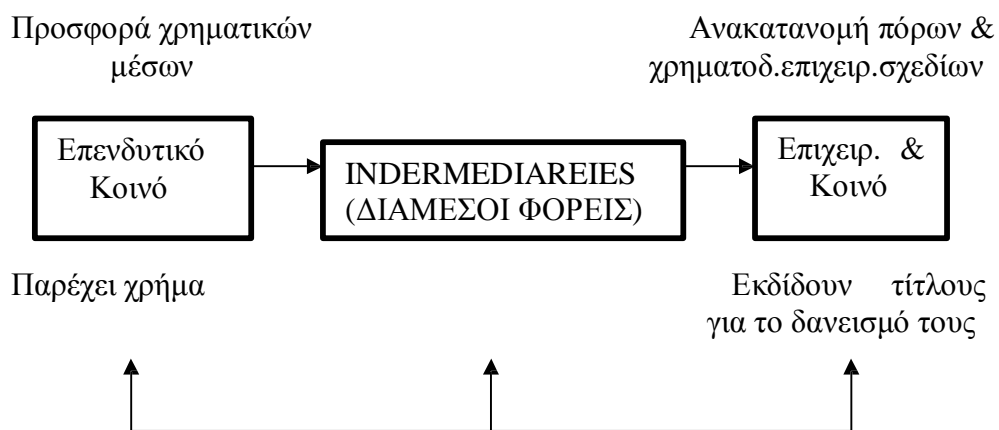 Προσφορά χρηματικών
μέσων
Ανακατανομή πόρων &
χρηματοδ.επιχειρ.σχεδίων
Επενδυτικό
Κοινό
INDERMEDIAREIES
(ΔΙΑΜΕΣΟΙ ΦΟΡΕΙΣ)
Επιχειρ. &
Κοινό
Παρέχει χρήμα
Εκδίδουν τίτλους
για το δανεισμό τους